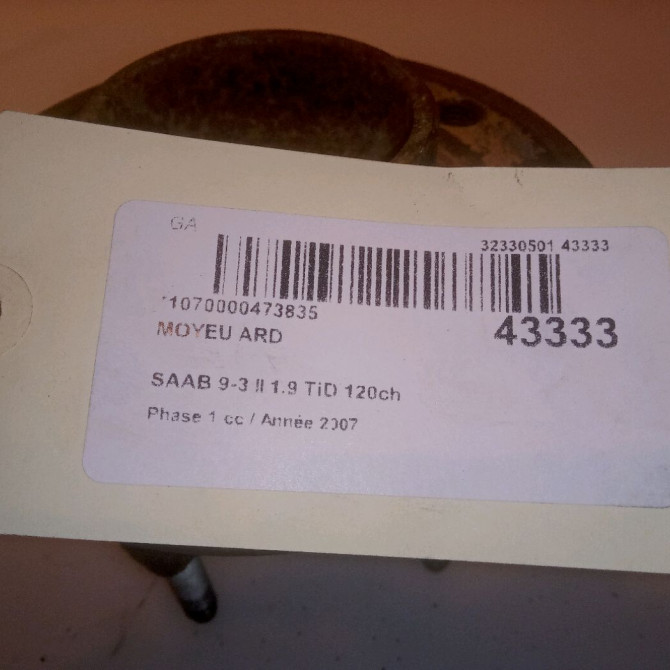 GA
32330501 43333
*1070000473835
43333
MOYEU ARD
SAAB 9-3 II 1.9 TiD 120ch
Phase 1 cc / Année 2007